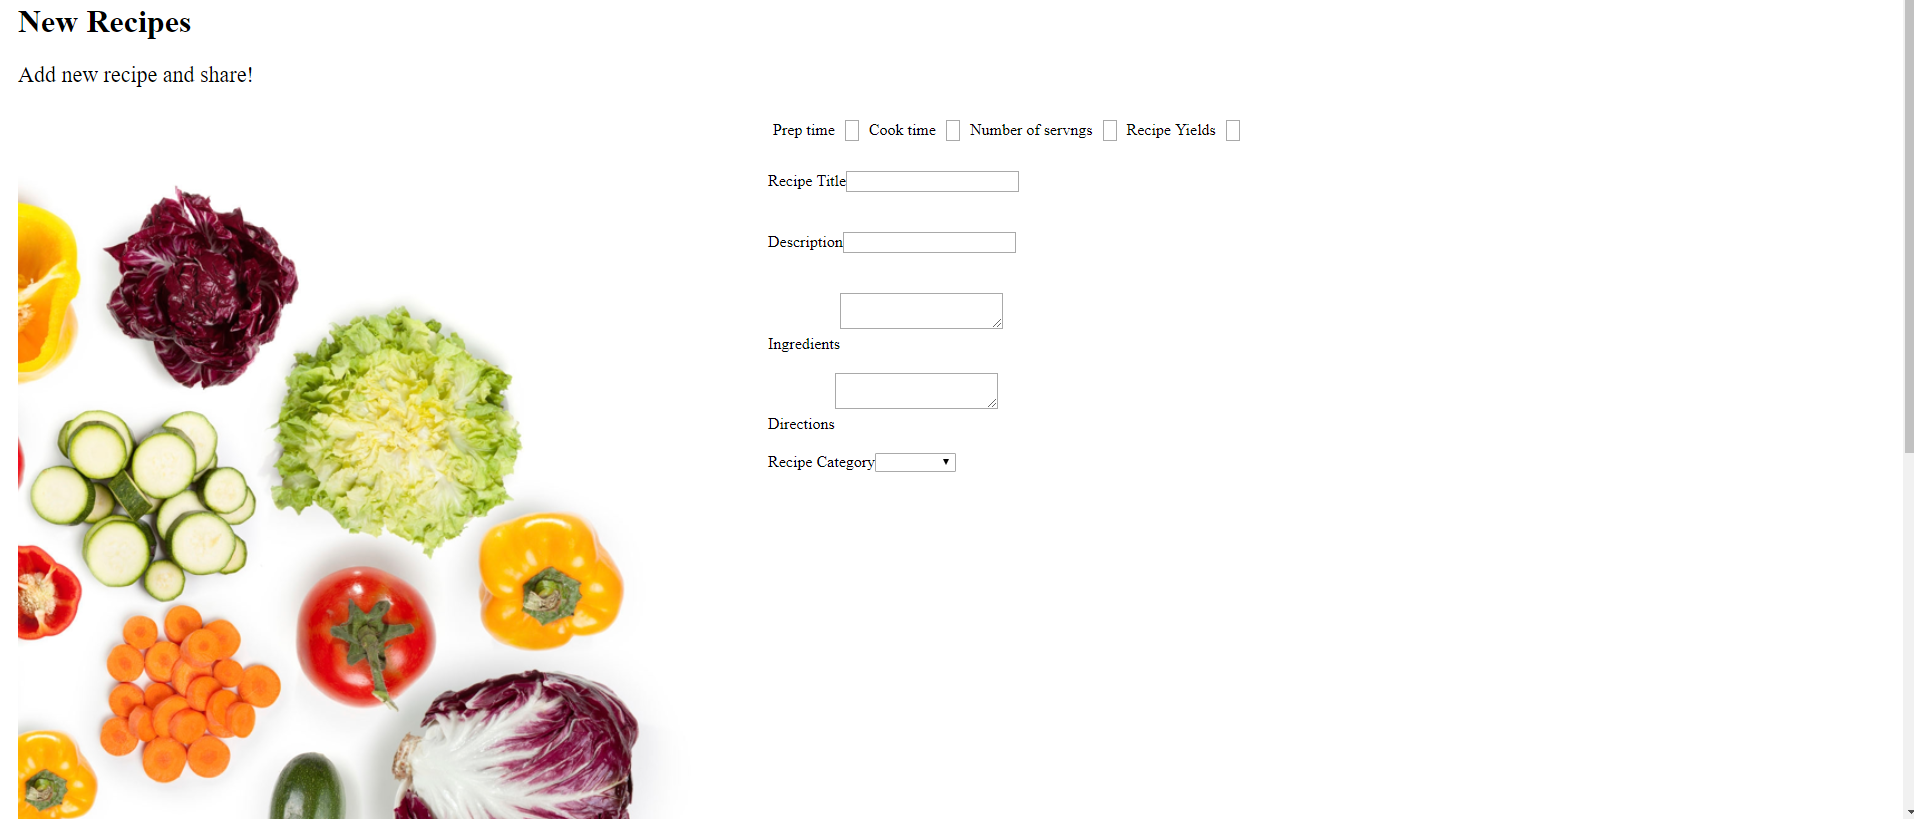 New Recipes
Add new recipe and share!
Prep time Cook time Number of servngs Recipe Yields
Recipe Title
Description
Ingredients
Directions
Recipe Category